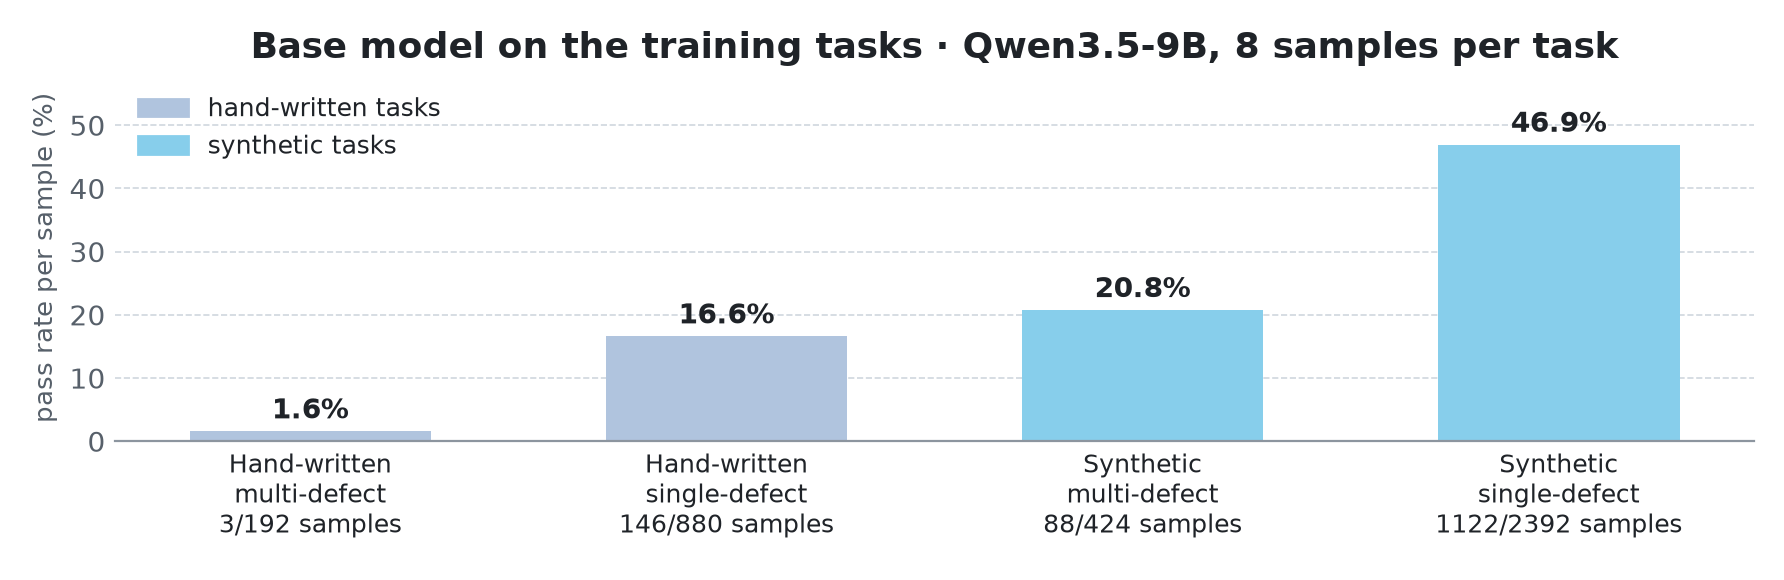 Base model on the training tasks · Qwen3.5-9B, 8 samples per task
pass rate per sample (%)
hand-written tasks
synthetic tasks
50
40
30
20
10
0
1.6%
16.6%
20.8%
46.9%
Hand-written
multi-defect
3/192 samples
Hand-written
single-defect
146/880 samples
Synthetic
multi-defect
88/424 samples
Synthetic
single-defect
1122/2392 samples